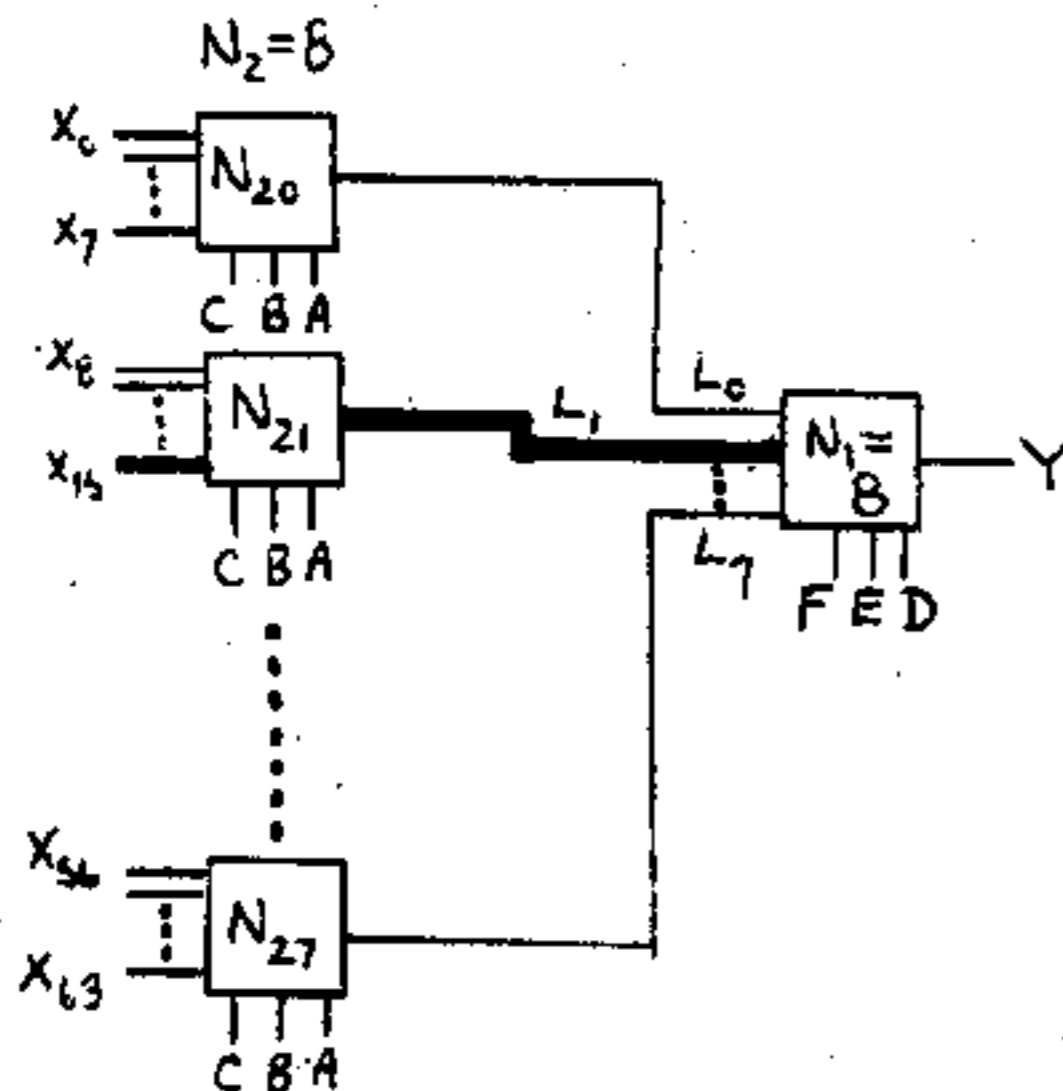 N₂=8
X₀
N₂₀
X₇
C B A
X₈
N₂₁
X₁₅
C B A
L₀
L₁
N₁=
8
Y
L₇
F E D
X₅₆
N₂₇
X₆₃
C B A